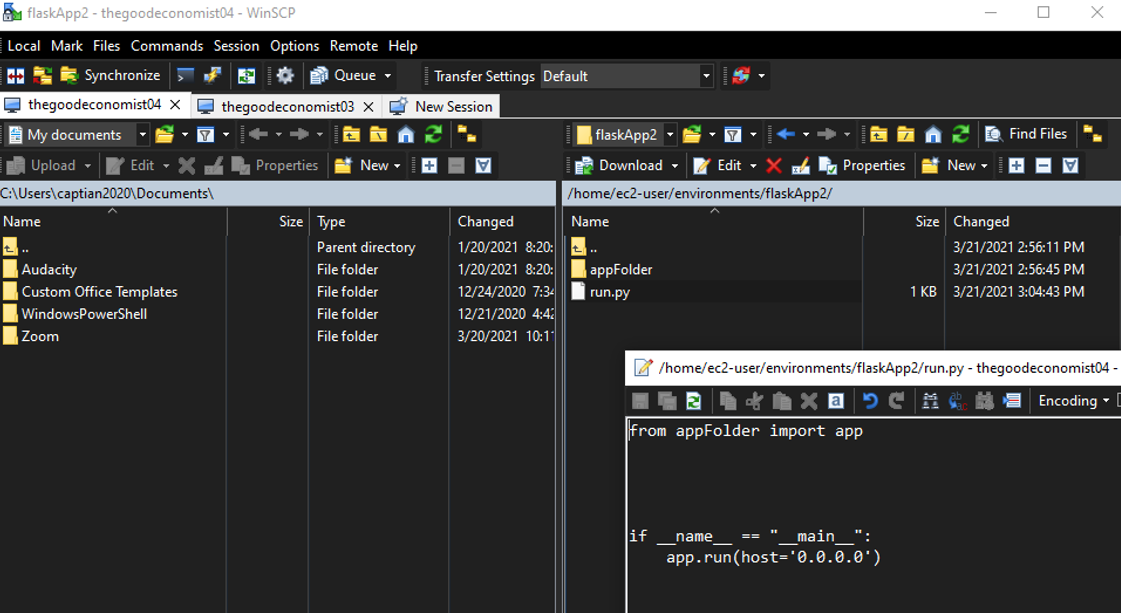 flaskApp2 - thegoodeconomist04 - WinSCP
Local Mark Files Commands Session Options Remote Help
Synchronize Queue Transfer Settings Default
thegoodeconomist04 thegoodeconomist03 New Session
My documents
Upload Edit Properties New
C:\Users\captian2020\Documents\
Name Size Type Changed
.. Parent directory 1/20/2021 8:20:
Audacity File folder 1/20/2021 8:20:
Custom Office Templates File folder 12/24/2020 7:34
WindowsPowerShell File folder 12/21/2020 4:42
Zoom File folder 3/20/2021 10:11
flaskApp2 Find Files
Download Edit Properties New
/home/ec2-user/environments/flaskApp2/
Name Size Changed
.. 3/21/2021 2:56:11 PM
appFolder 3/21/2021 2:56:45 PM
run.py 1 KB 3/21/2021 3:04:43 PM
/home/ec2-user/environments/flaskApp2/run.py - thegoodeconomist04 -
Encoding
from appFolder import app
if __name__ == "__main__":
app.run(host='0.0.0.0')